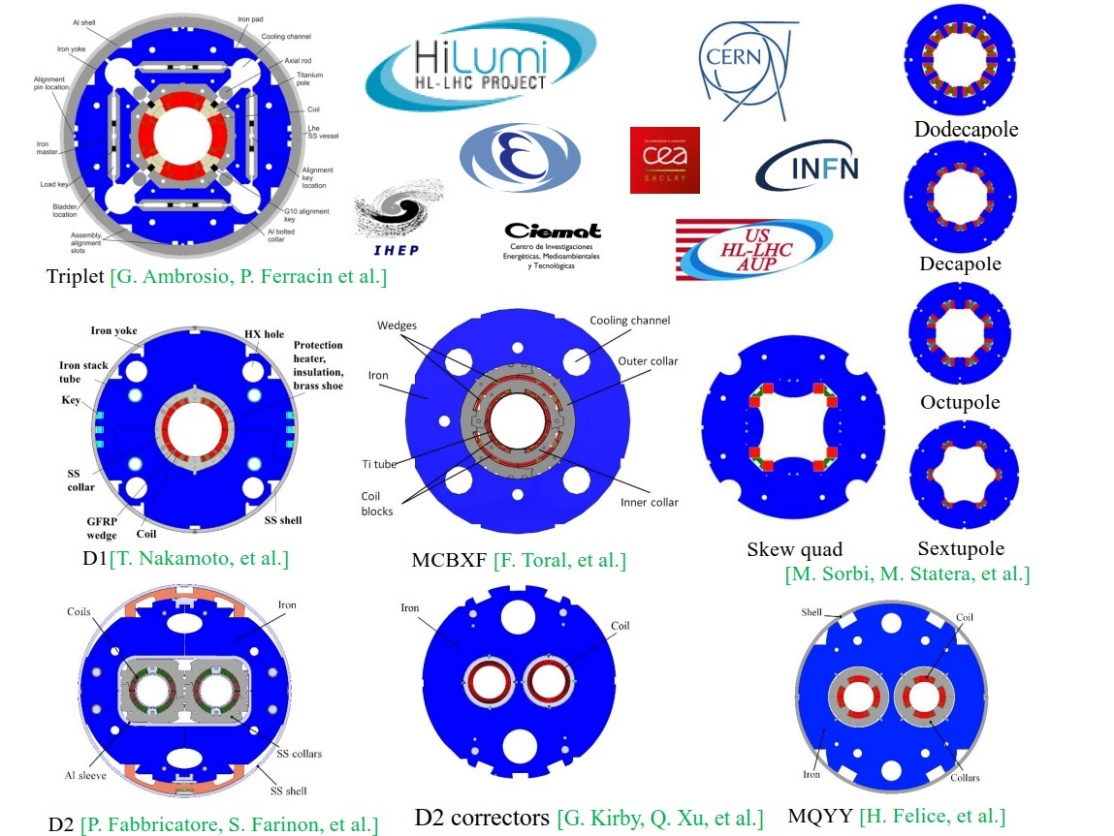 Al shell
Iron pad
Cooling channel
Iron yoke
Axial rod
Titanium
pole
Alignment
pin location
Coil
Lhe
SS vessel
Iron
master
Alignment
key
location
Load key
Bladder
location
G10 alignment
key
Assembly,
alignment
slots
Al bolted
collar
Triplet [G. Ambrosio, P. Ferracin et al.]
HiLumi
HL-LHC PROJECT
CERN
cea
SACLAY
INFN
IHEP
Ciemat
Centro de Investigaciones
Energéticas, Medioambientales
y Tecnológicas
US
HL-LHC
AUP
Dodecapole
Decapole
Octupole
Sextupole
Iron yoke
HX hole
Protection
heater,
insulation,
brass shoe
Iron stack
tube
Key
SS
collar
GFRP
wedge
Coil
SS shell
D1[T. Nakamoto, et al.]
Wedges
Cooling channel
Outer collar
Iron
Ti tube
Coil
blocks
Inner collar
MCBXF [F. Toral, et al.]
Skew quad
[M. Sorbi, M. Statera, et al.]
Coils
Iron
SS collars
Al sleeve
SS shell
D2 [P. Fabbricatore, S. Farinon, et al.]
Iron
Coil
D2 correctors [G. Kirby, Q. Xu, et al.]
Shell
Coil
Iron
Collars
MQYY [H. Felice, et al.]